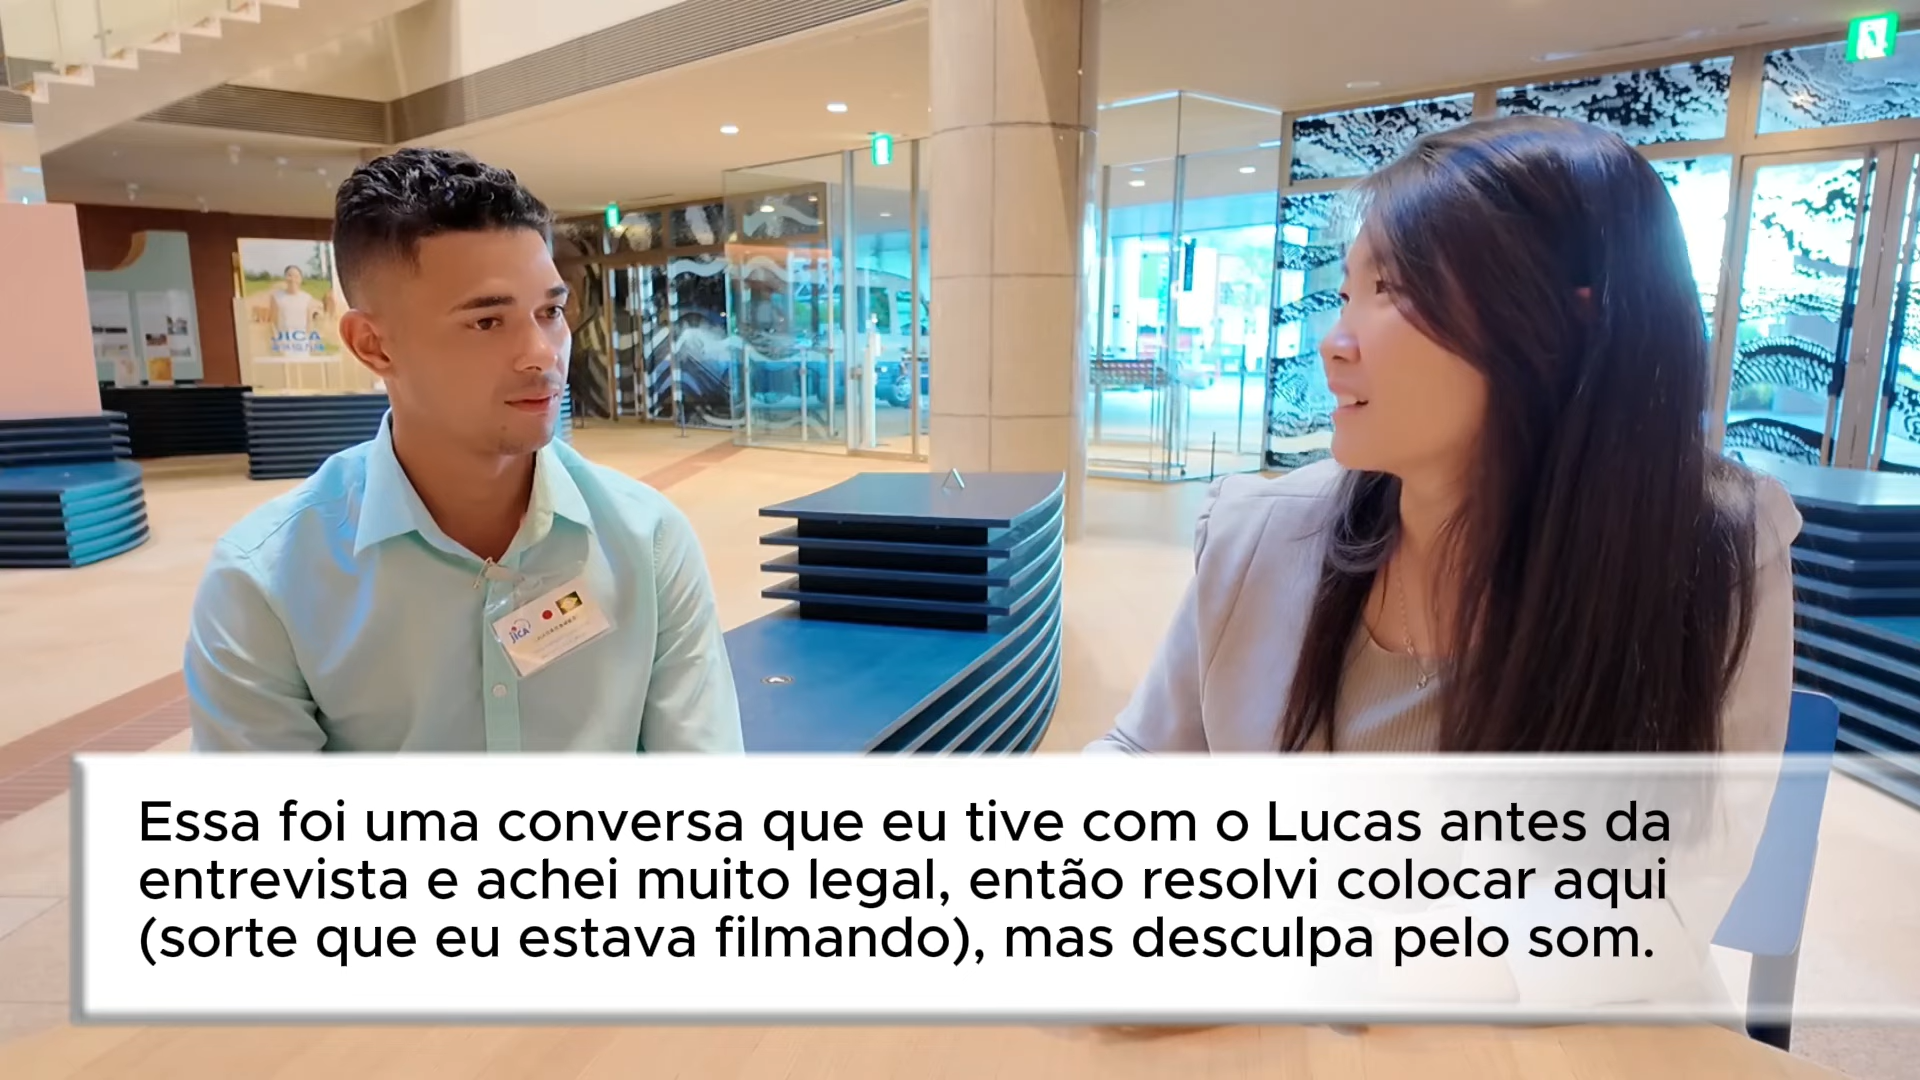 JICA
JICA
Essa foi uma conversa que eu tive com o Lucas antes da
entrevista e achei muito legal, então resolvi colocar aqui
(sorte que eu estava filmando), mas desculpa pelo som.